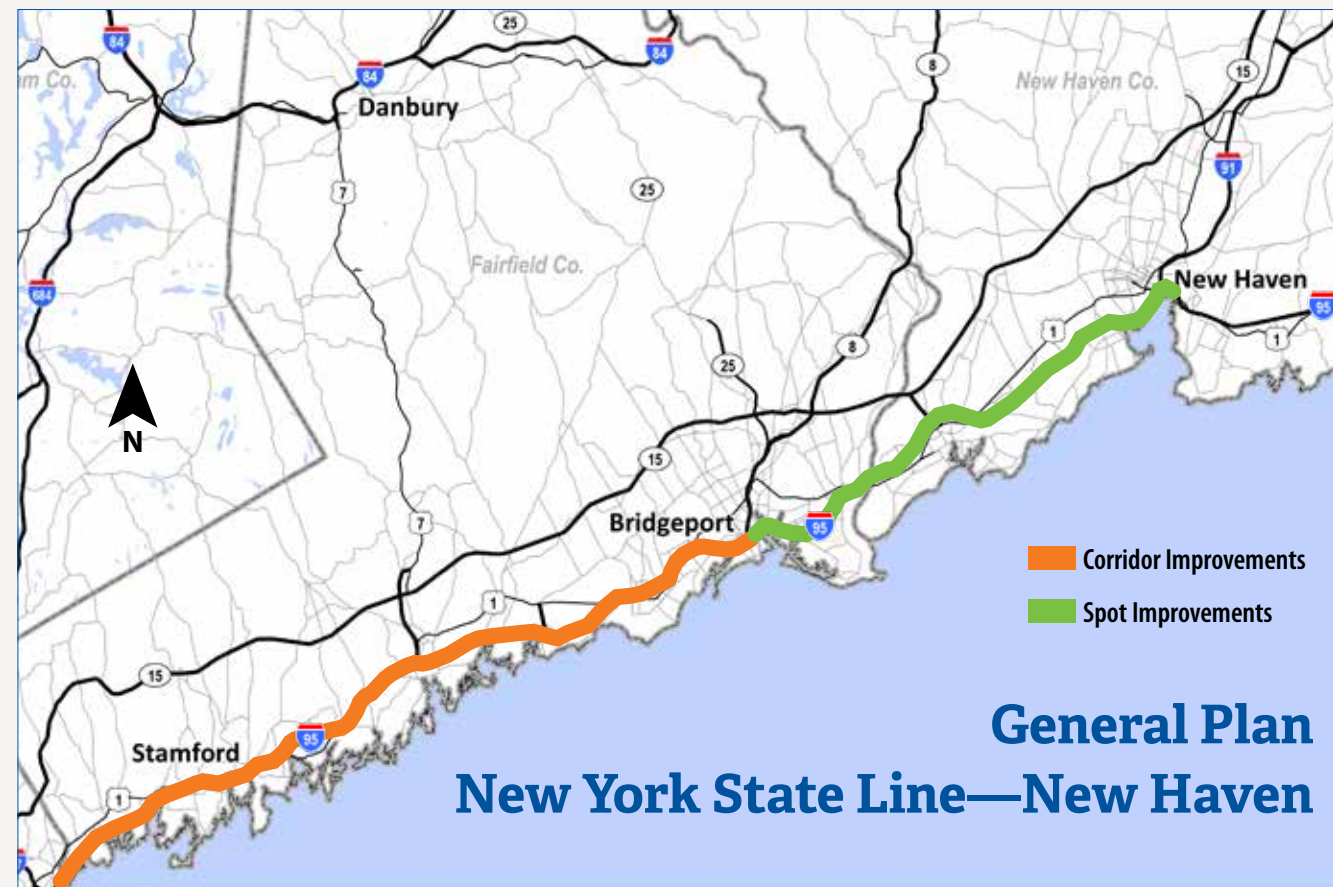 84
25
84
84
8
15
am Co.
New Haven Co.
Danbury
91
7
25
Fairfield Co.
New Haven
684
95
1
1
8
25
N
15
7
Bridgeport
95
Corridor Improvements
1
Spot Improvements
15
General Plan
95
Stamford
New York State Line—New Haven
1